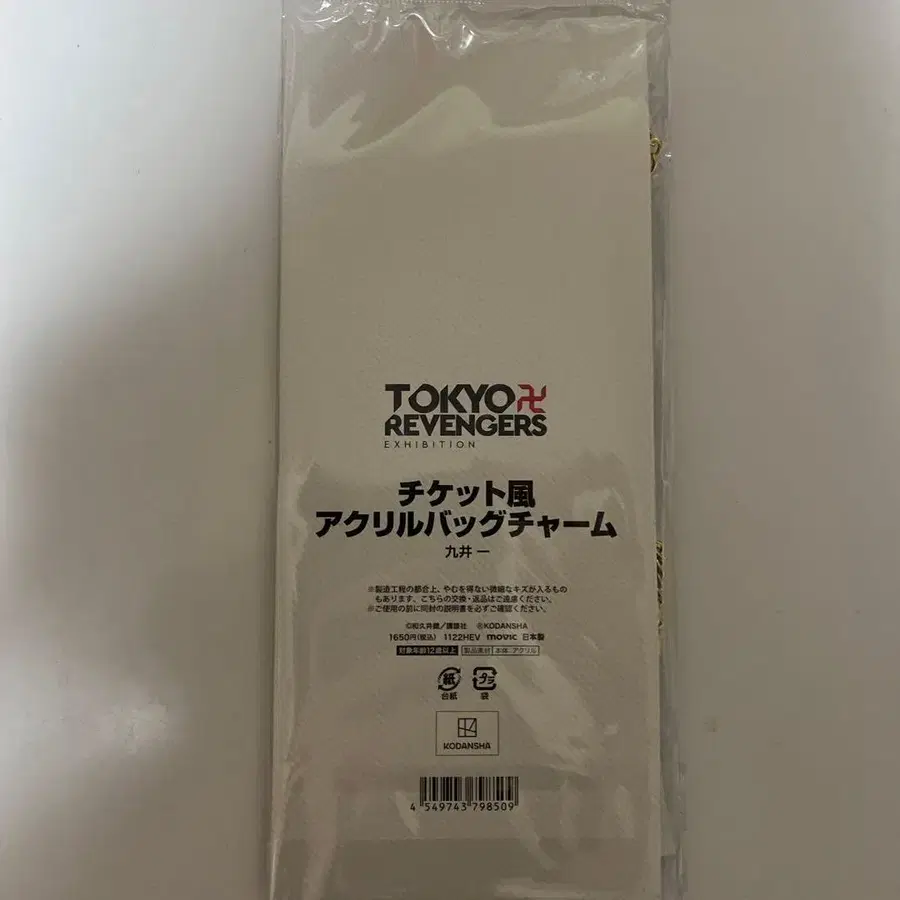 TOKYO卍
REVENGERS
EXHIBITION
チケット風
アクリルバッグチャーム
九井 一
※製造工程の都合上、やむを得ない微細なキズが入るもの
もあります。こちらの交換・返品はご遠慮ください。
※ご使用の前に同封の説明書を必ずご確認ください。
©和久井健/講談社 ⓀKODANSHA
1650円(税込) 1122HEV movic 日本製
対象年齢12歳以上 製品素材 本体:アクリル
紙 プラ
台紙 袋
KODANSHA
4 549743 798509